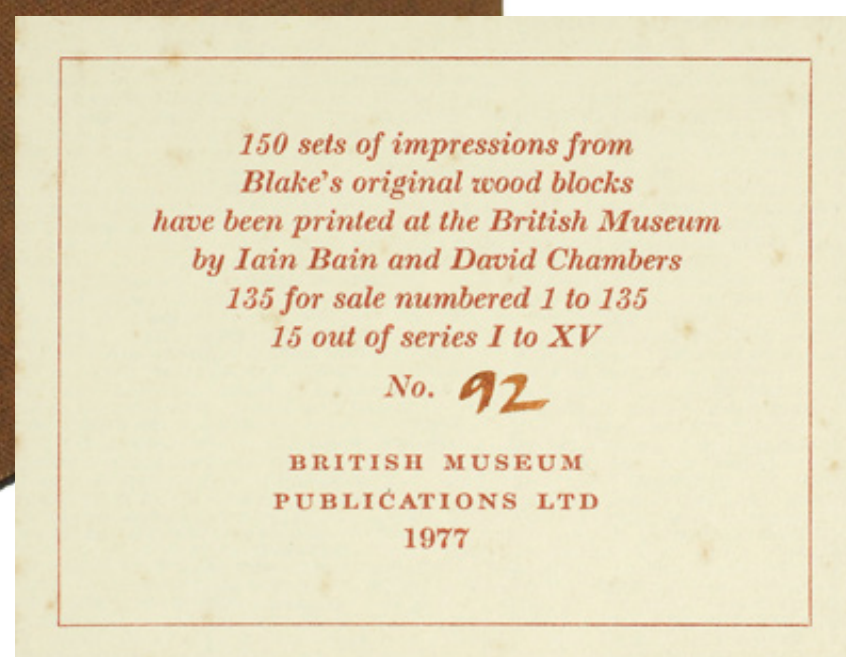 150 sets of impressions from
Blake's original wood blocks
have been printed at the British Museum
by Iain Bain and David Chambers
135 for sale numbered 1 to 135
15 out of series I to XV
No. 92
BRITISH MUSEUM
PUBLICATIONS LTD
1977